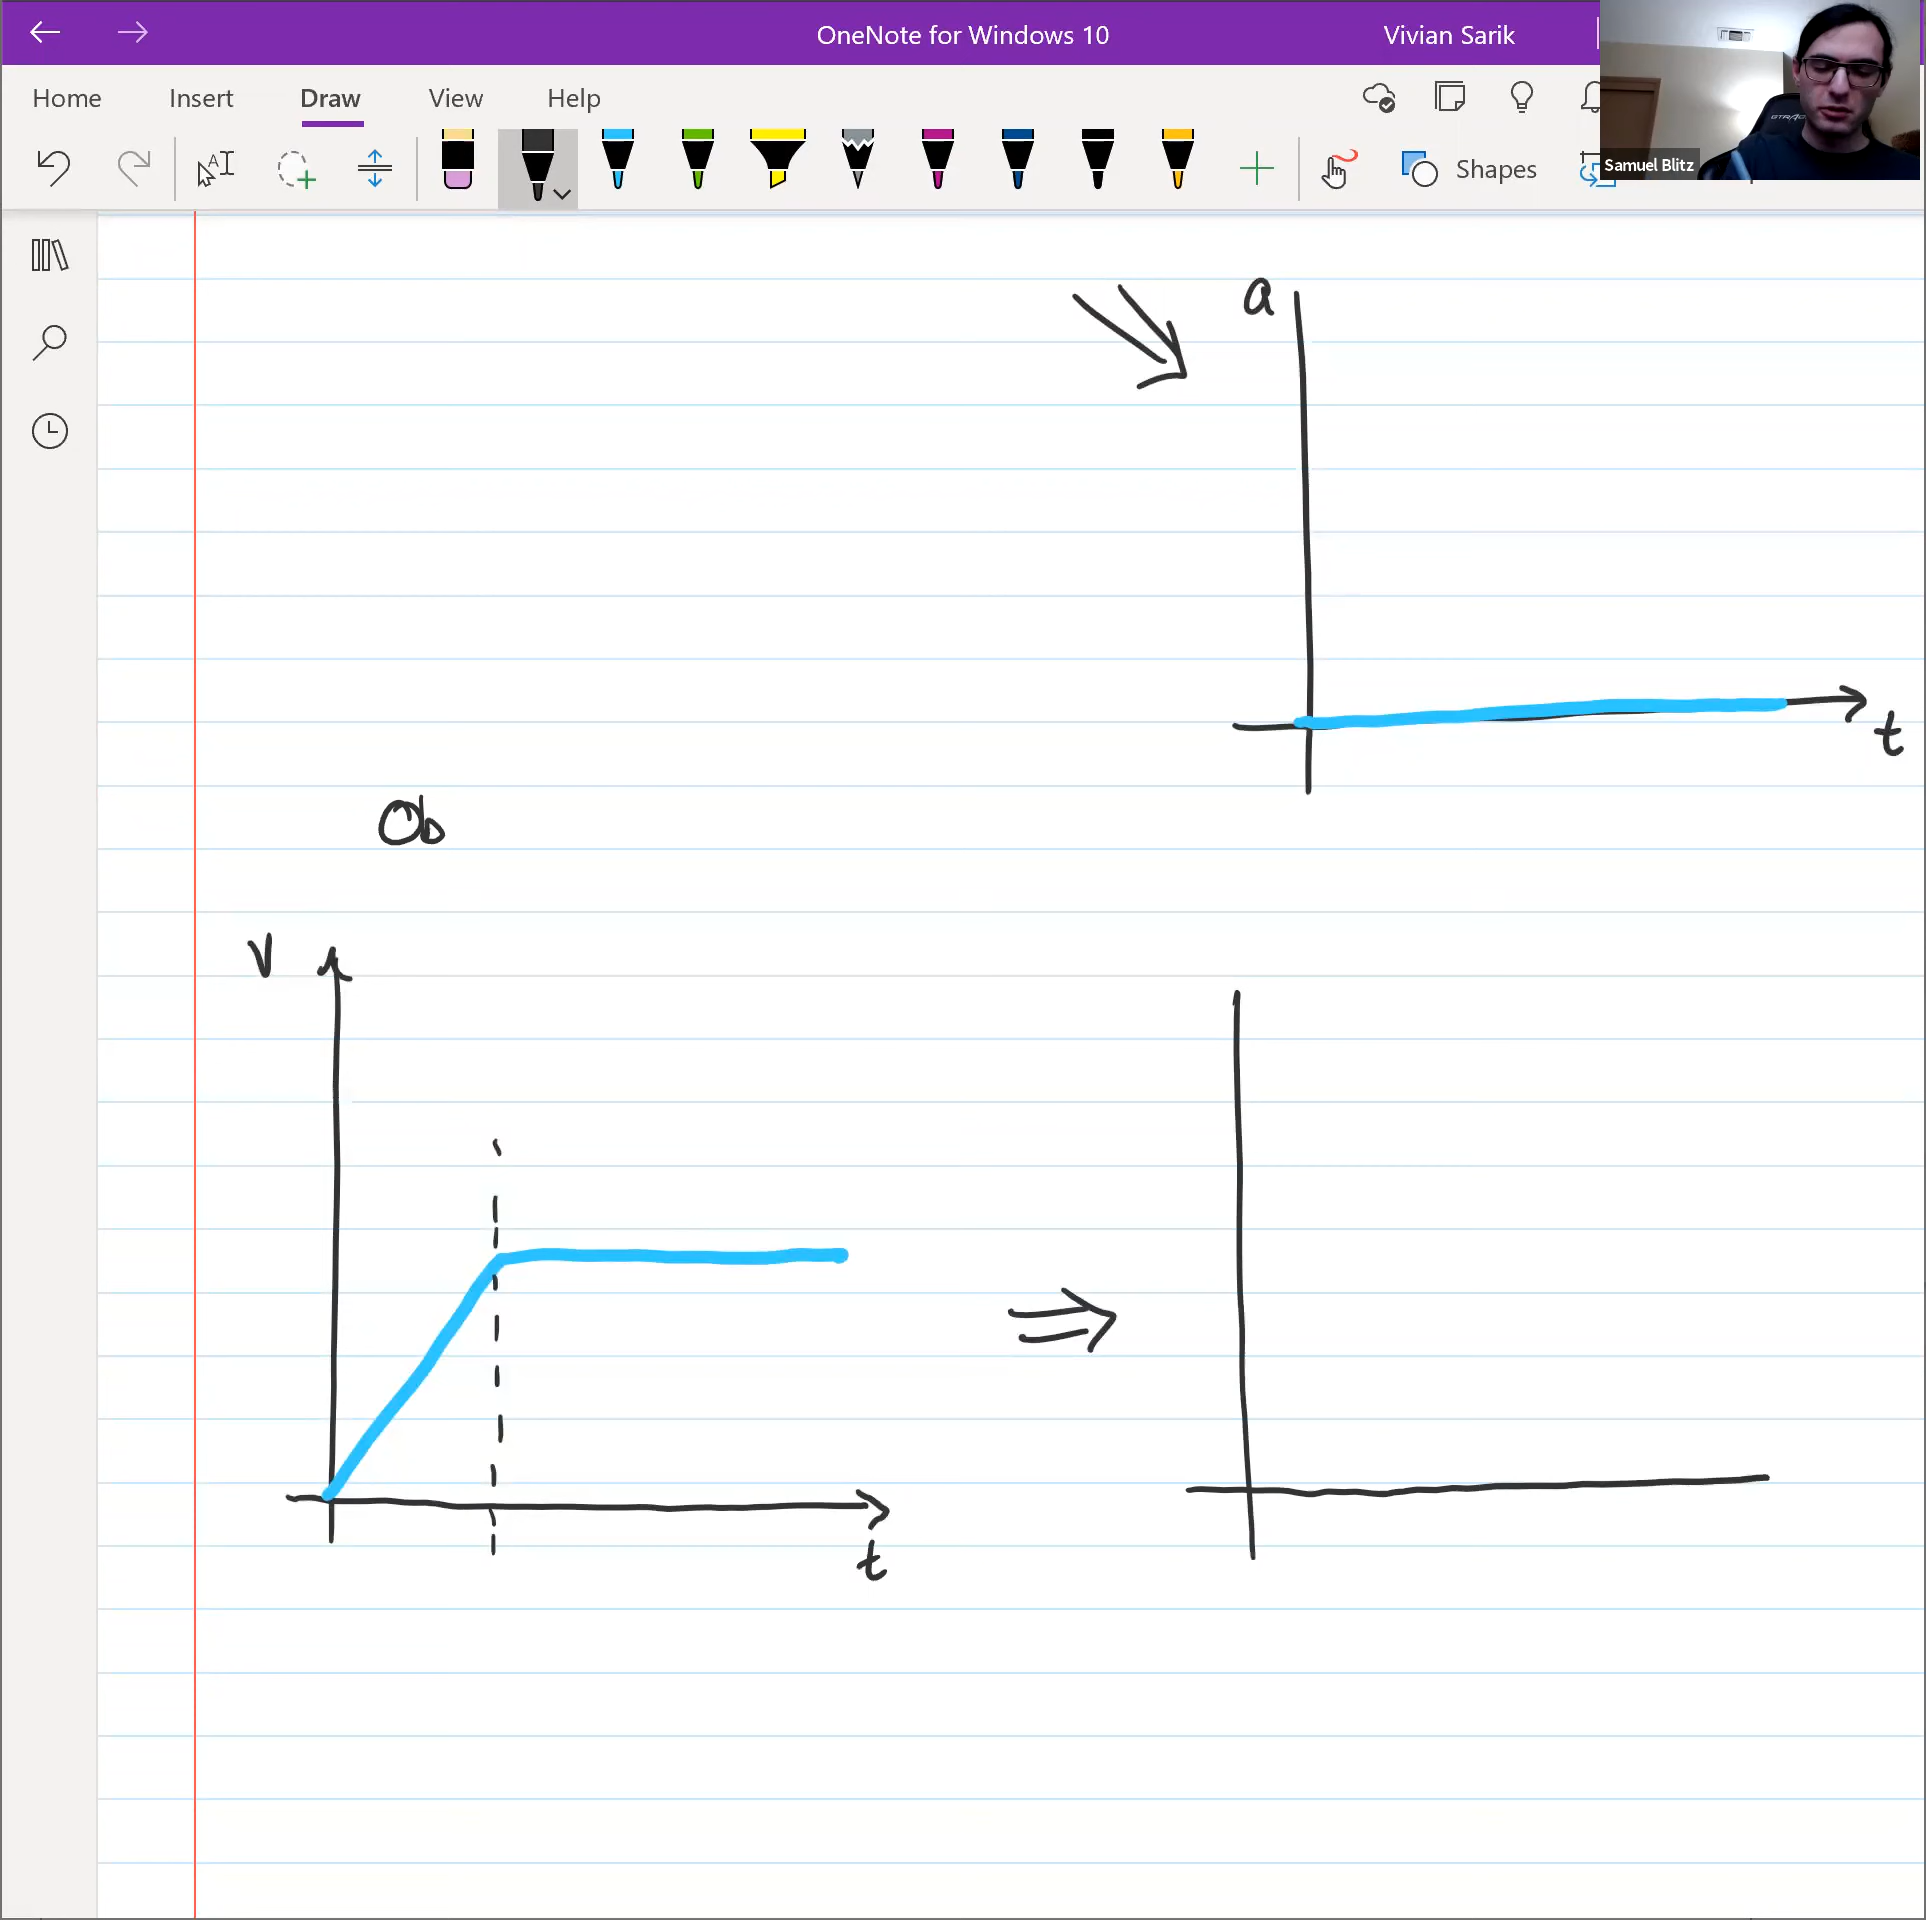 OneNote for Windows 10
Vivian Sarik
Home Insert Draw View Help
Shapes
Samuel Blitz
a
t
Ob
V
t